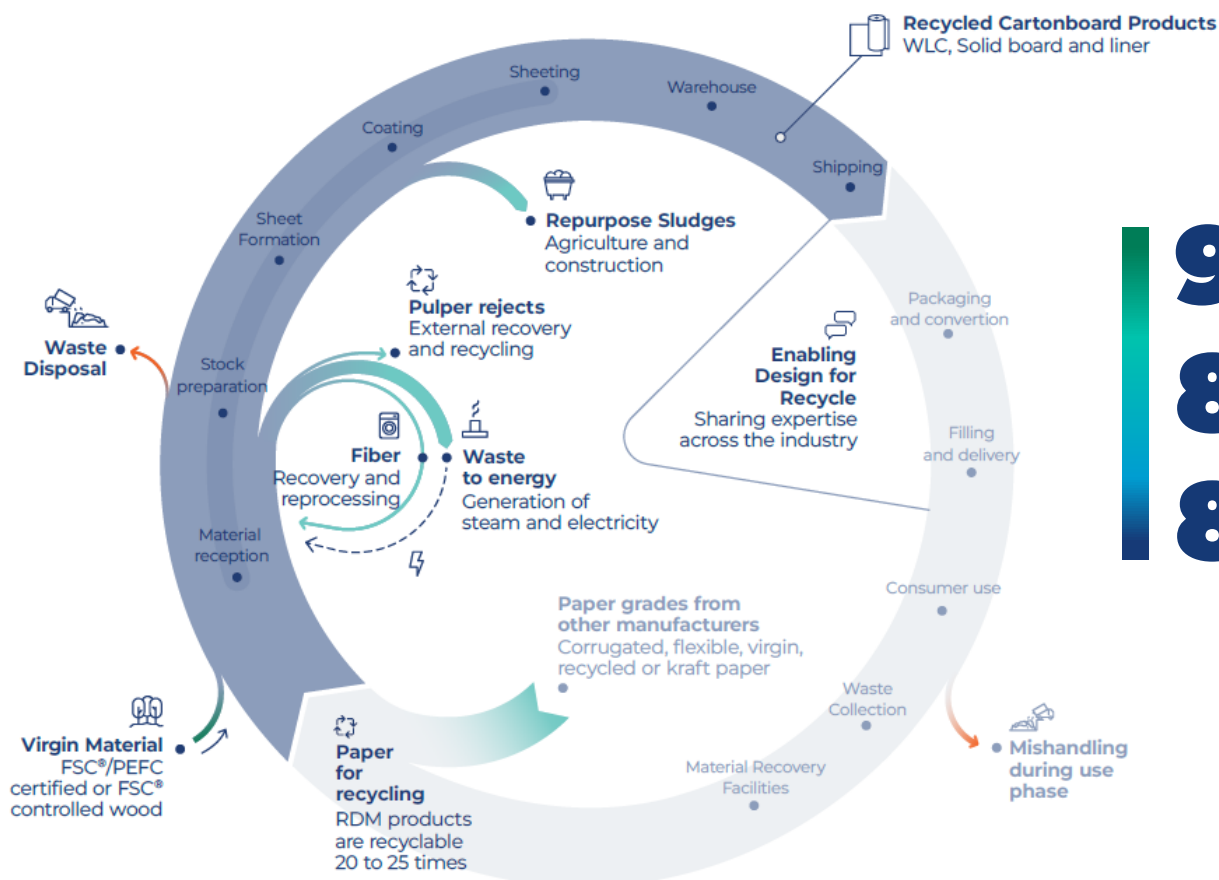 Recycled Cartonboard Products
WLC, Solid board and liner
Sheeting
Warehouse
Coating
Shipping
Repurpose Sludges
Agriculture and
construction
Sheet
Formation
Pulper rejects
External recovery
and recycling
Packaging
and convertion
Waste
Disposal
Stock
preparation
Enabling
Design for
Recycle
Sharing expertise
across the industry
Filling
and delivery
Fiber
Recovery and
reprocessing
Waste
to energy
Generation of
steam and electricity
Material
reception
Consumer use
Paper grades from
other manufacturers
Corrugated, flexible, virgin,
recycled or kraft paper
Waste
Collection
Virgin Material
FSC®/PEFC
certified or FSC®
controlled wood
Paper
for
recycling
RDM products
are recyclable
20 to 25 times
Material Recovery
Facilities
Mishandling
during use
phase
9
8
8